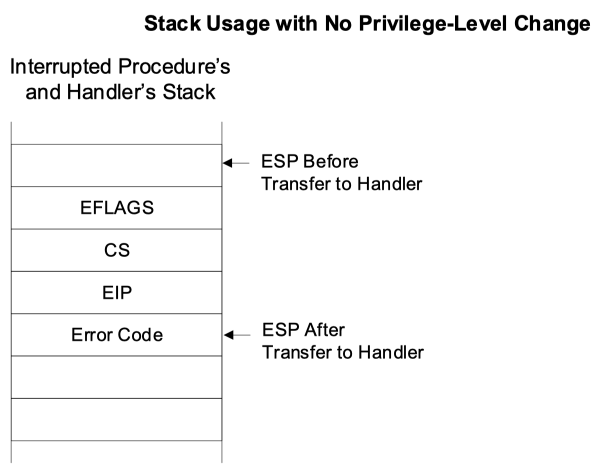 Stack Usage with No Privilege-Level Change
Interrupted Procedure's
and Handler's Stack
ESP Before
Transfer to Handler
EFLAGS
CS
EIP
Error Code
ESP After
Transfer to Handler